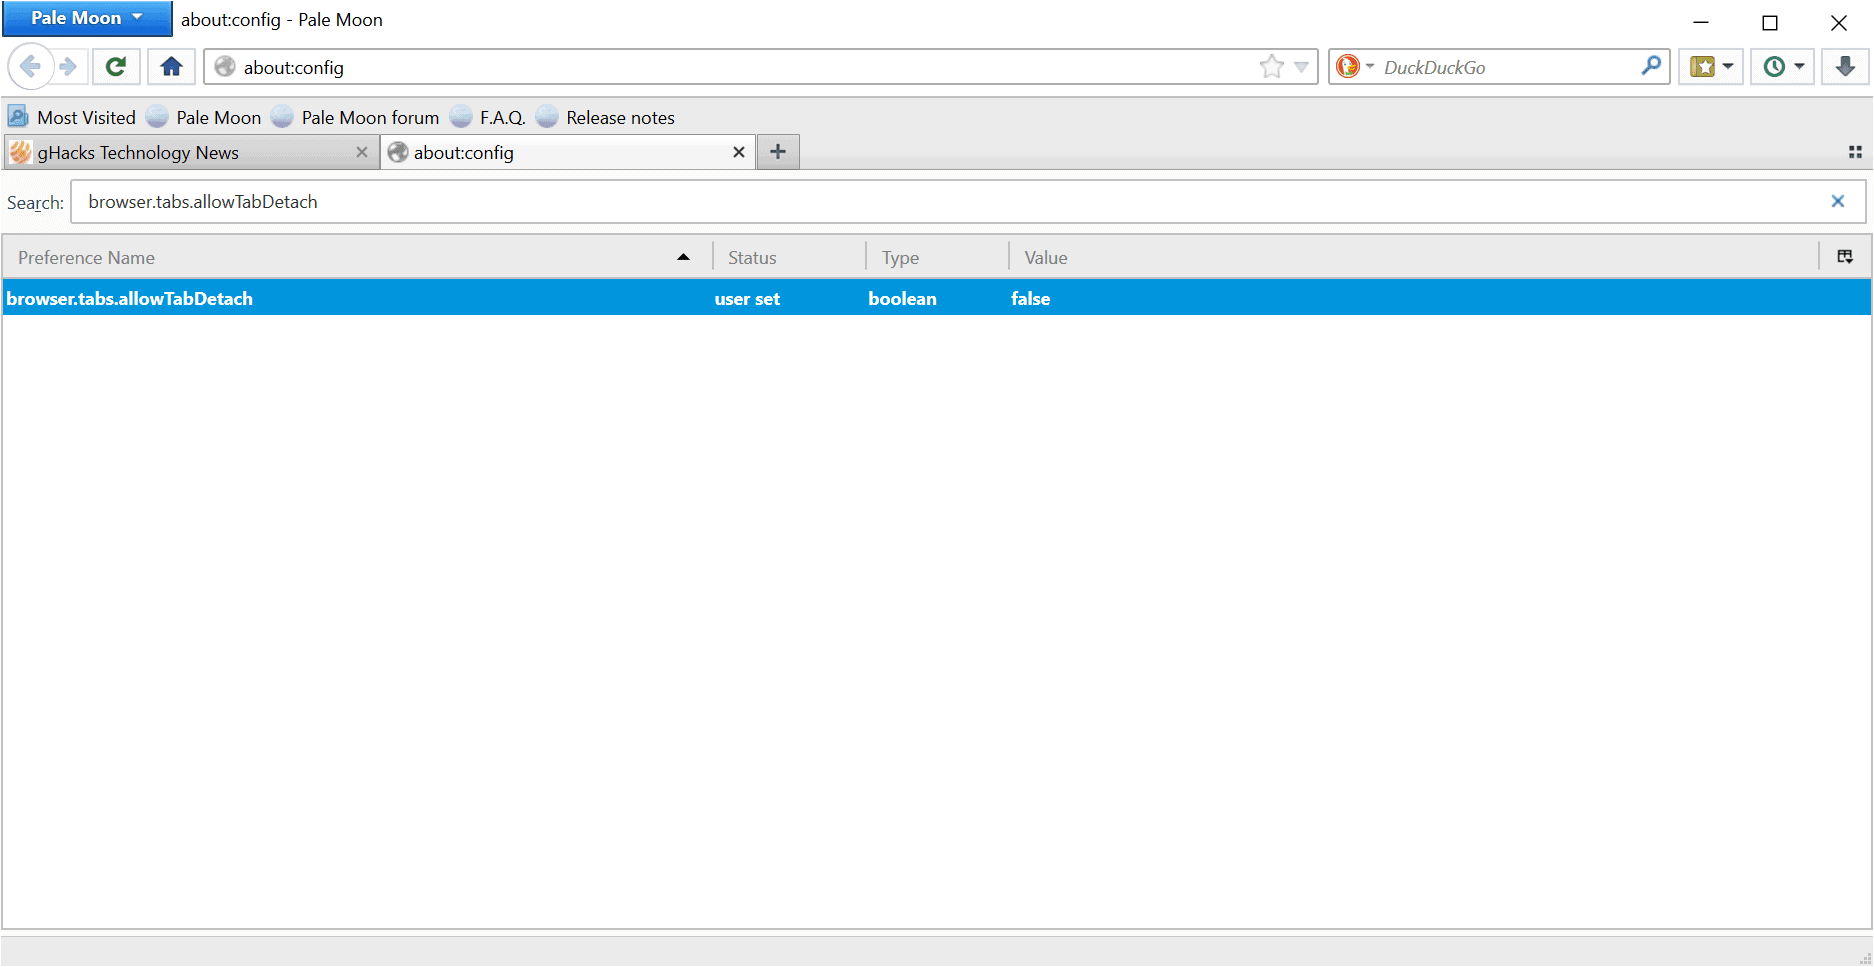 Pale Moon about:config - Pale Moon
about:config DuckDuckGo
Most Visited Pale Moon Pale Moon forum F.A.Q. Release notes
gHacks Technology News about:config
Search: browser.tabs.allowTabDetach
Preference Name Status Type Value
browser.tabs.allowTabDetach user set boolean false